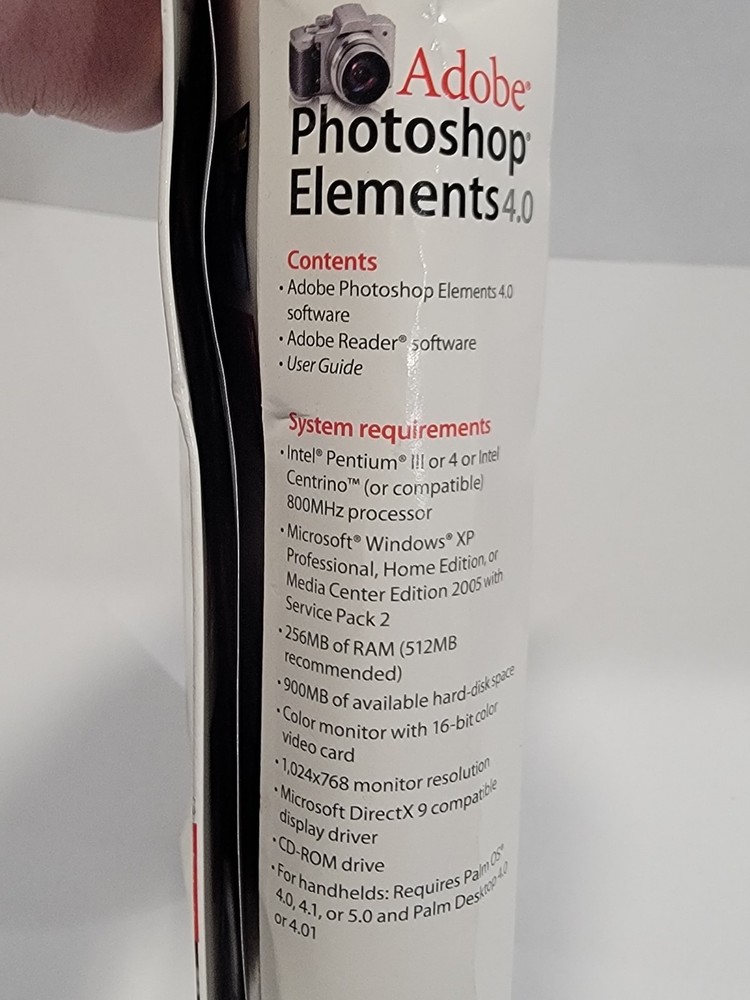 Adobe®
Photoshop®
Elements 4.0
Contents
• Adobe Photoshop Elements 4.0
software
• Adobe Reader® software
• User Guide
System requirements
• Intel® Pentium® III or 4 or Intel
Centrino™ (or compatible)
800MHz processor
• Microsoft® Windows® XP
Professional, Home Edition, or
Media Center Edition 2005 with
Service Pack 2
• 256MB of RAM (512MB
recommended)
• 900MB of available hard-disk space
• Color monitor with 16-bit color
video card
• 1,024x768 monitor resolution
• Microsoft DirectX 9 compatible
display driver
• CD-ROM drive
• For handhelds: Requires Palm OS®
4.0, 4.1, or 5.0 and Palm Desktop 4.0
or 4.01